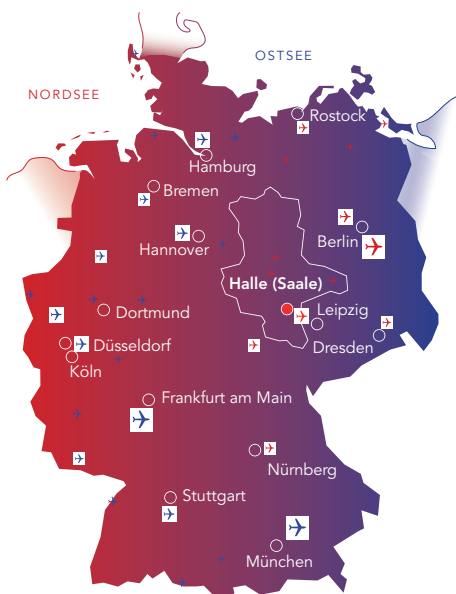 OSTSEE
NORDSEE
Rostock
Hamburg
Bremen
Hannover
Berlin
Halle (Saale)
Leipzig
Dortmund
Düsseldorf
Dresden
Köln
Frankfurt am Main
Nürnberg
Stuttgart
München